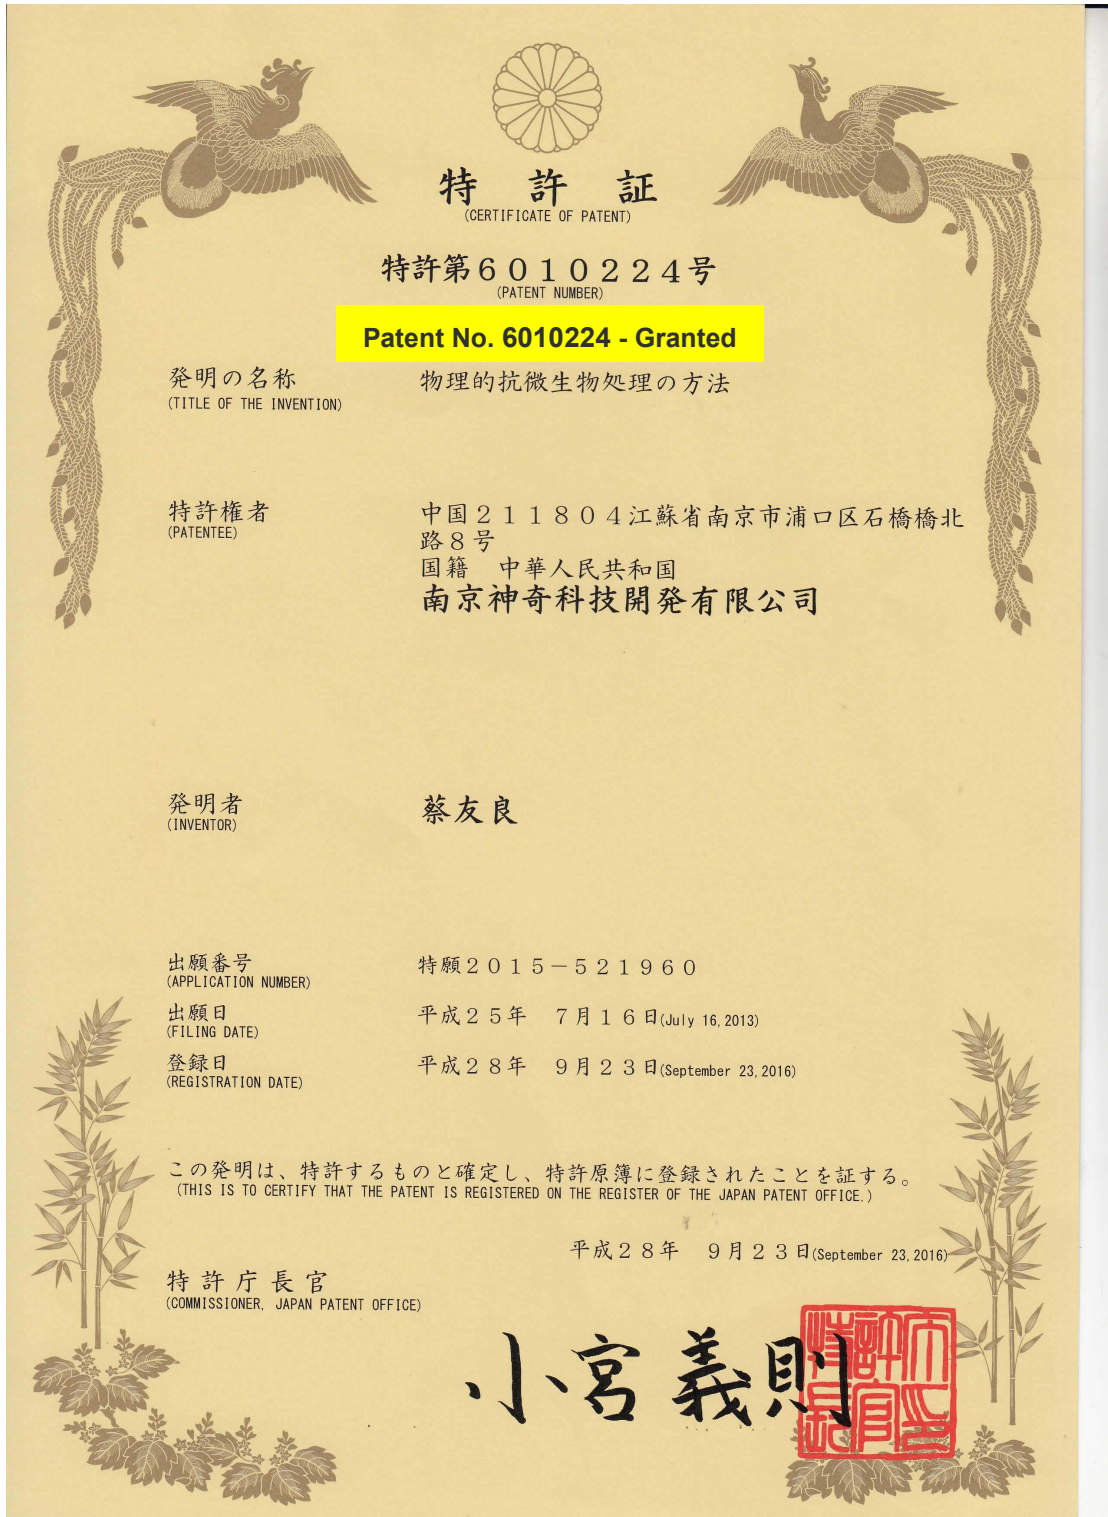 特許証
(CERTIFICATE OF PATENT)
特許第6010224号
(PATENT NUMBER)
Patent No. 6010224 - Granted
発明の名称 物理的抗微生物処理の方法
(TITLE OF THE INVENTION)
特許権者 中国211804江蘇省南京市浦口区石橋橋北
(PATENTEE)
路8号
国籍 中華人民共和国
南京神奇科技開発有限公司
発明者 蔡友良
(INVENTOR)
出願番号 特願2015-521960
(APPLICATION NUMBER)
出願日 平成25年 7月16日(July 16, 2013)
(FILING DATE)
登録日 平成28年 9月23日(September 23, 2016)
(REGISTRATION DATE)
この発明は、特許するものと確定し、特許原簿に登録されたことを証する。
(THIS IS TO CERTIFY THAT THE PATENT IS REGISTERED ON THE REGISTER OF THE JAPAN PATENT OFFICE.)
平成28年 9月23日(September 23, 2016)
特許庁長官
(COMMISSIONER, JAPAN PATENT OFFICE)
小宮義則